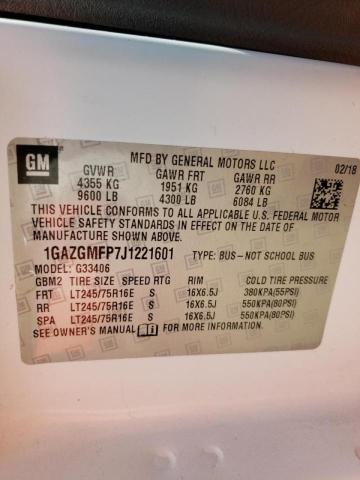 GM
MFD BY GENERAL MOTORS LLC 02/18
GVWR GAWR FRT GAWR RR
4355 KG 1951 KG 2760 KG
9600 LB 4300 LB 6084 LB
THIS VEHICLE CONFORMS TO ALL APPLICABLE U.S. FEDERAL MOTOR
VEHICLE SAFETY STANDARDS IN EFFECT ON THE DATE OF
MANUFACTURE SHOWN ABOVE.
1GAZGMFP7J1221601 TYPE: BUS-NOT SCHOOL BUS
MODEL: G33406
GBM2 TIRE SIZE SPEED RTG RIM COLD TIRE PRESSURE
FRT LT245/75R16E S 16X6.5J 380KPA(55PSI)
RR LT245/75R16E S 16X6.5J 550KPA(80PSI)
SPA LT245/75R16E S 16X6.5J 550KPA(80PSI)
SEE OWNER'S MANUAL FOR ADDITIONAL INFORMATION.